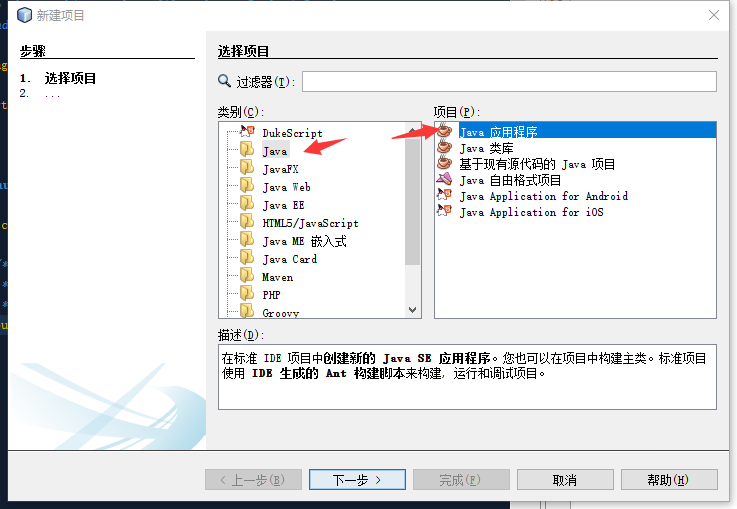 新建项目
步骤
1. 选择项目
2. ...
选择项目
过滤器(T):
类别(C):
DukeScript
Java
JavaFX
Java Web
Java EE
HTML5/JavaScript
Java ME 嵌入式
Java Card
Maven
PHP
Groovy
项目(P):
Java 应用程序
Java 类库
基于现有源代码的 Java 项目
Java 自由格式项目
Java Application for Android
Java Application for iOS
描述(D):
在标准 IDE 项目中创建新的 Java SE 应用程序。您也可以在项目中构建主类。标准项目
使用 IDE 生成的 Ant 构建脚本来构建, 运行和调试项目。
< 上一步(B)
下一步 >
完成(F)
取消
帮助(H)